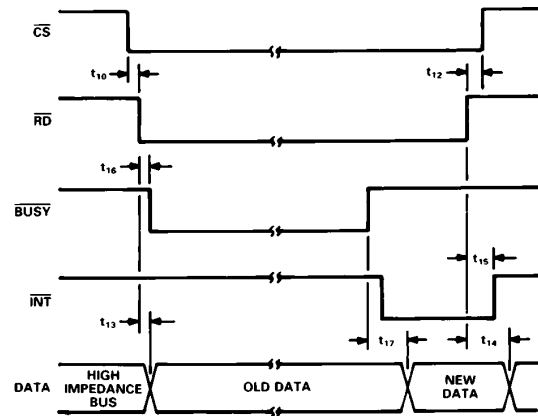 CS
t10
t12
RD
t16
BUSY
t15
INT
t13
t17
t14
DATA
HIGH
IMPEDANCE
BUS
OLD DATA
NEW
DATA